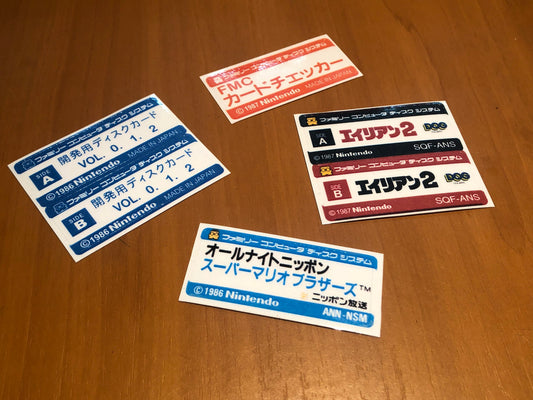 ファミリー コンピュータ ディスク システム
FMC
カード・チェッカー
©1987 Nintendo MADE IN JAPAN
ファミリー コンピュータ ディスク システム
SIDE A
開発用ディスクカード
VOL. 0. 1. 2
©1986 Nintendo MADE IN JAPAN
ファミリー コンピュータ ディスク システム
SIDE B
開発用ディスクカード
VOL. 0. 1. 2
©1986 Nintendo MADE IN JAPAN
ファミリー コンピュータ ディスク システム
SIDE A
エイリアン2
DOG
©1987 Nintendo SQF-ANS
ファミリー コンピュータ ディスク システム
SIDE B
エイリアン2
DOG
©1987 Nintendo SQF-ANS
ファミリー コンピュータ ディスク システム
オールナイトニッポン
スーパーマリオブラザーズ™
ニッポン放送
©1986 Nintendo ANN-NSM